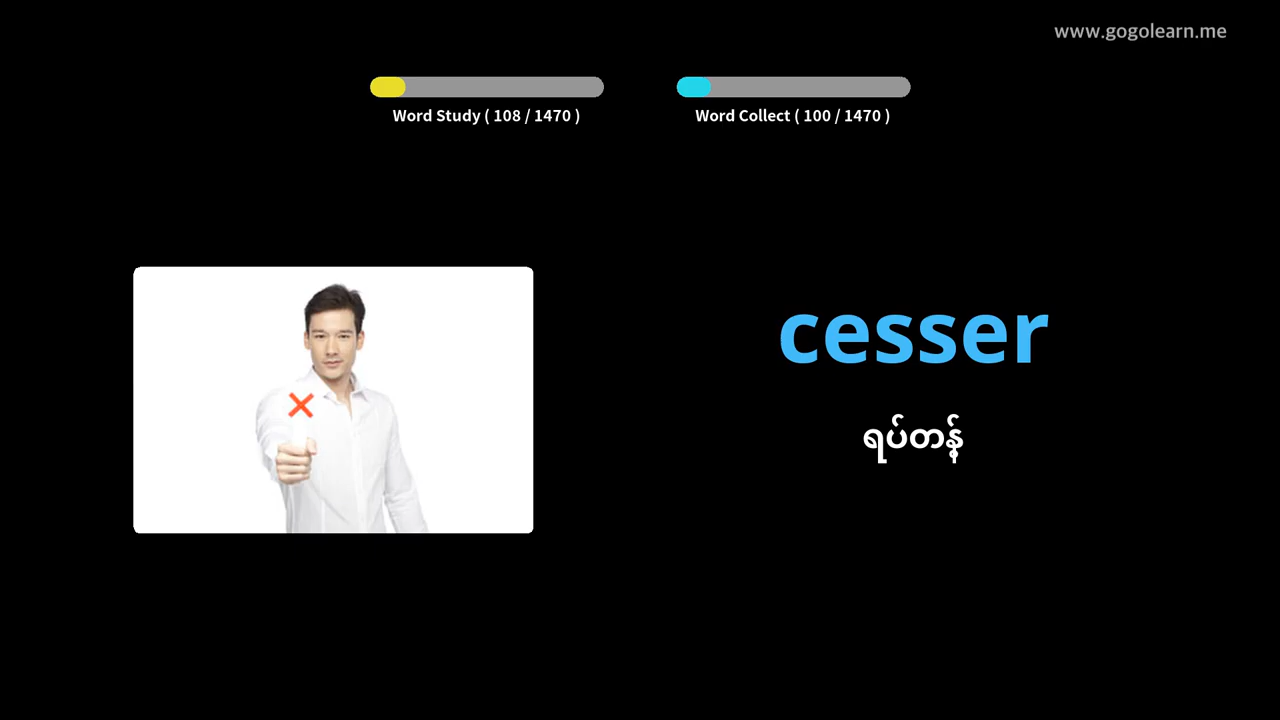 www.gogolearn.me
Word Study ( 108 / 1470 )
Word Collect ( 100 / 1470 )
cesser
ရပ်တန့်